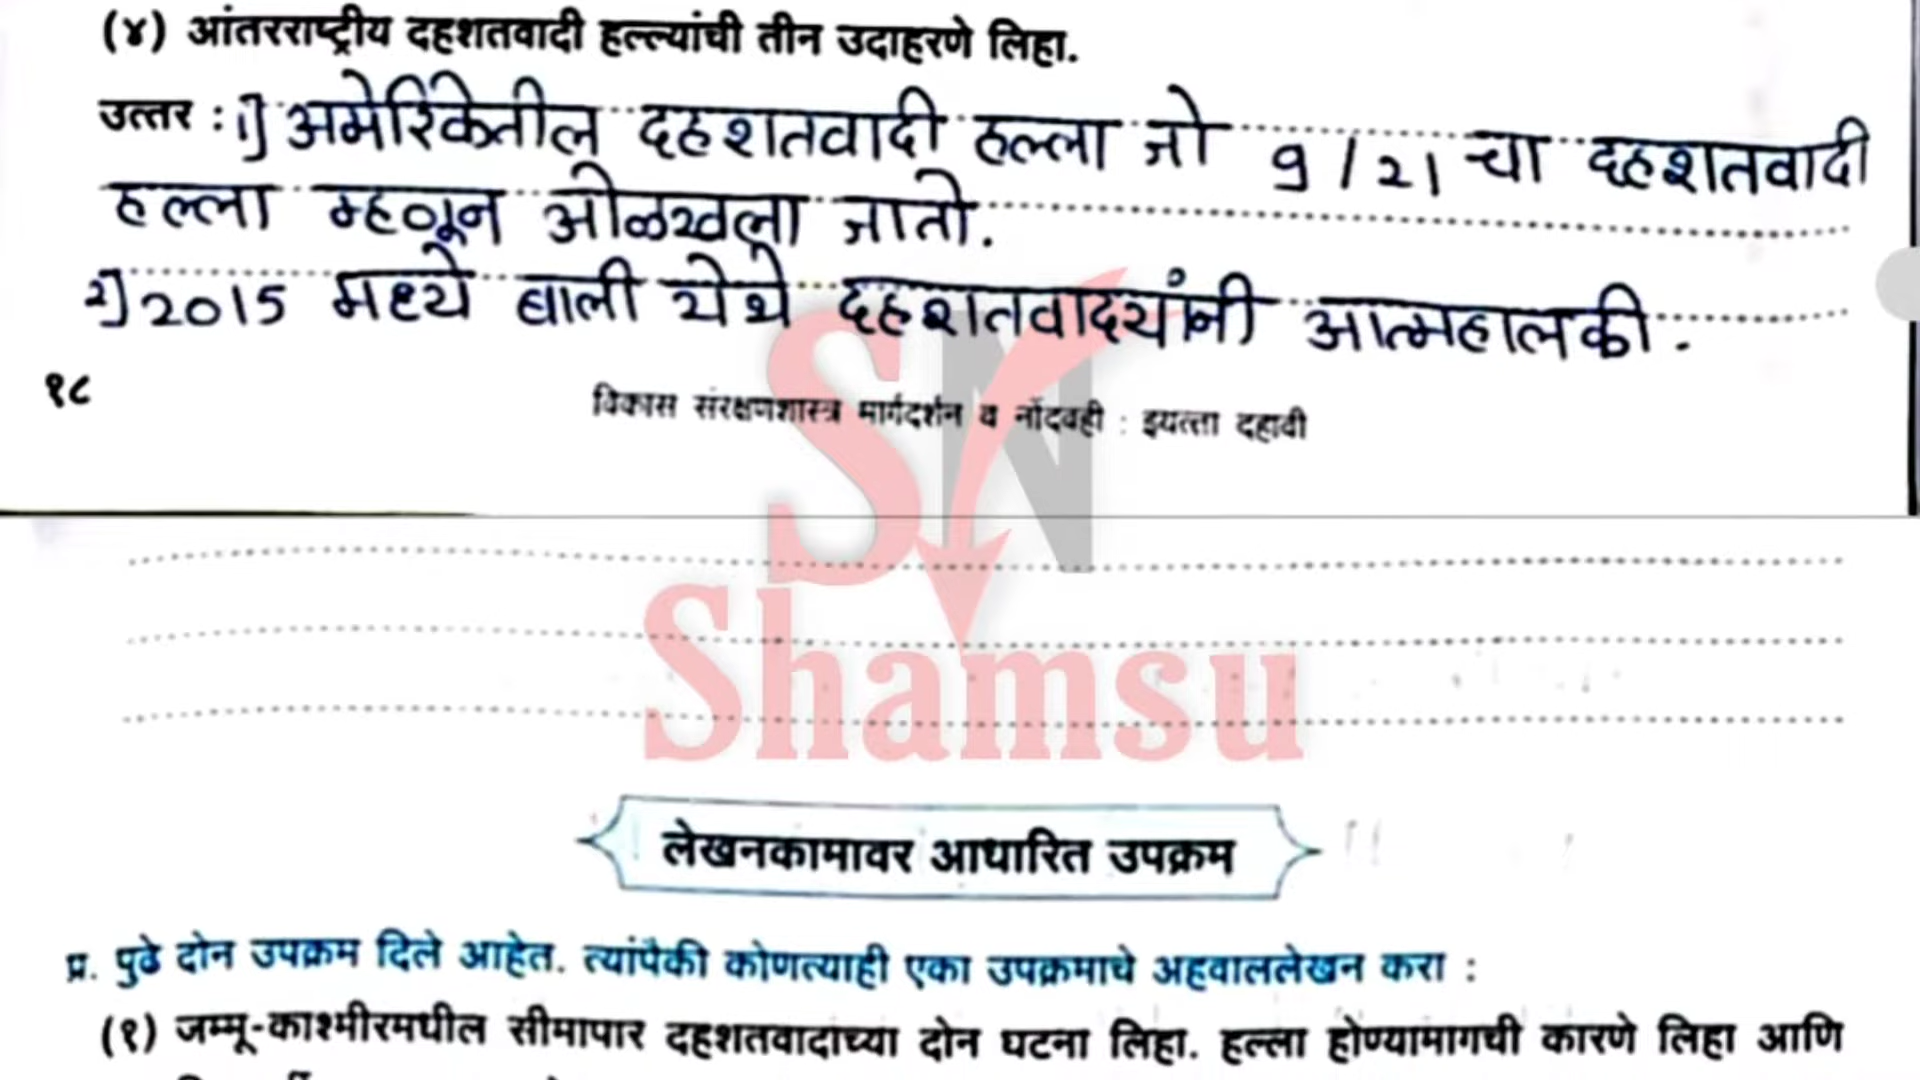 (४) आंतरराष्ट्रीय दहशतवादी हल्ल्यांची तीन उदाहरणे लिहा.
उत्तर : 1] अमेरिकेतील दहशतवादी हल्ला जो 9 / 21 चा दहशतवादी
हल्ला म्हणून ओळखला जातो.
2] 2015 मध्ये बाली येथे दहशतवाद्यांनी आत्महालकी.
१८
विकास संरक्षणशास्त्र मार्गदर्शन व नोंदवही : इयत्ता दहावी
SN
Shamsu
लेखनकामावर आधारित उपक्रम
प्र. पुढे दोन उपक्रम दिले आहेत. त्यांपैकी कोणत्याही एका उपक्रमाचे अहवाललेखन करा :
(१) जम्मू-काश्मीरमधील सीमापार दहशतवादाच्या दोन घटना लिहा. हल्ला होण्यामागची कारणे लिहा आणि